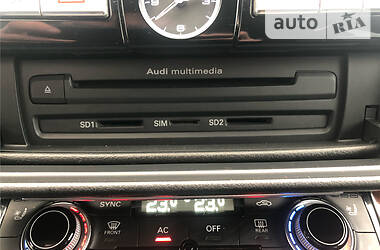 auto RIA
Audi multimedia
SD1 SIM SD2
SYNC 23.0 23.0
FRONT AC OFF REAR